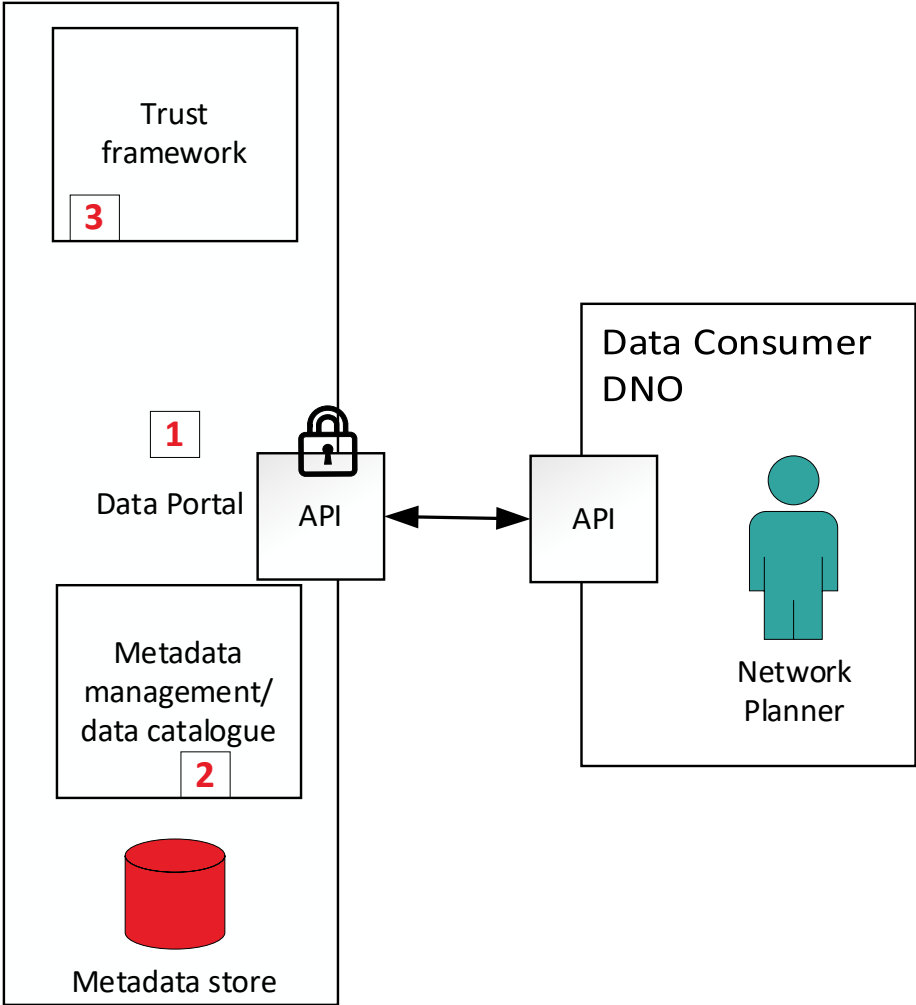 Trust
framework
3
1
Data Portal
API
Metadata
management/
data catalogue
2
Metadata store
API
Data Consumer
DNO
Network
Planner